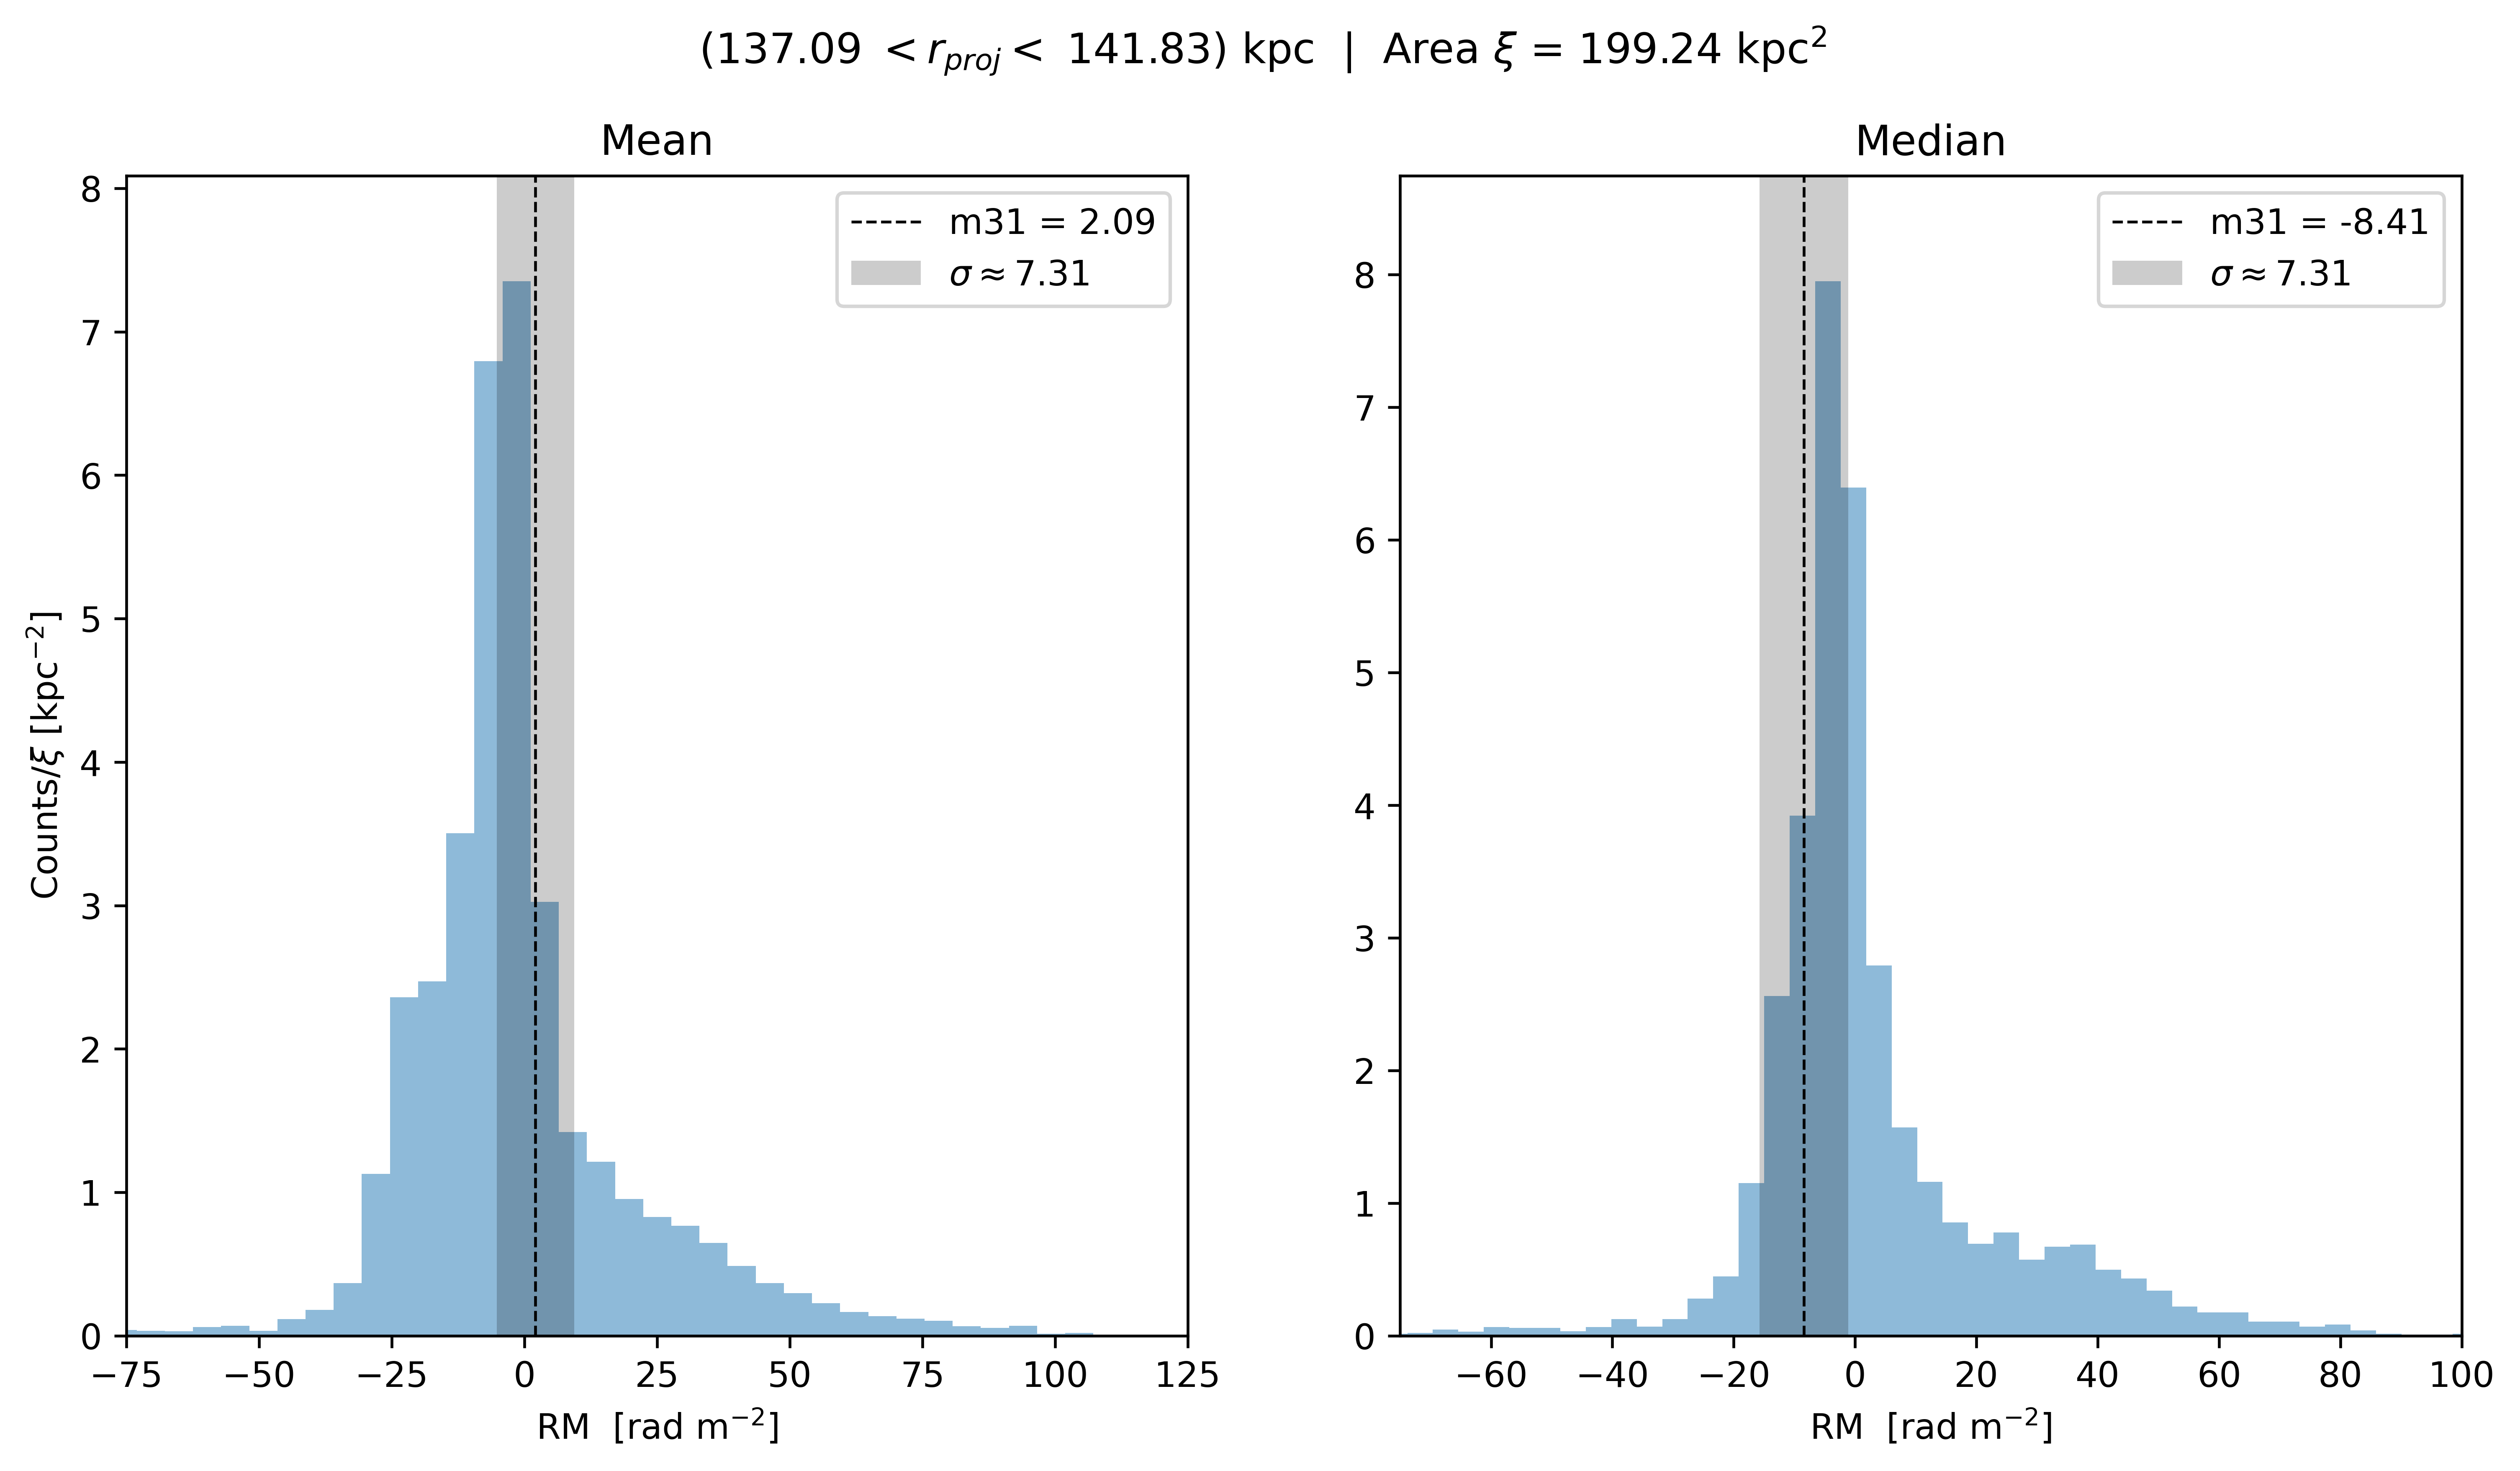 (137.09 < r_proj < 141.83) kpc | Area ξ = 199.24 kpc²
Mean
m31 = 2.09
σ ≈ 7.31
8
7
6
5
4
3
2
1
0
Counts/ξ [kpc⁻²]
−75 −50 −25 0 25 50 75 100 125
RM [rad m⁻²]
Median
m31 = -8.41
σ ≈ 7.31
8
7
6
5
4
3
2
1
0
−60 −40 −20 0 20 40 60 80 100
RM [rad m⁻²]